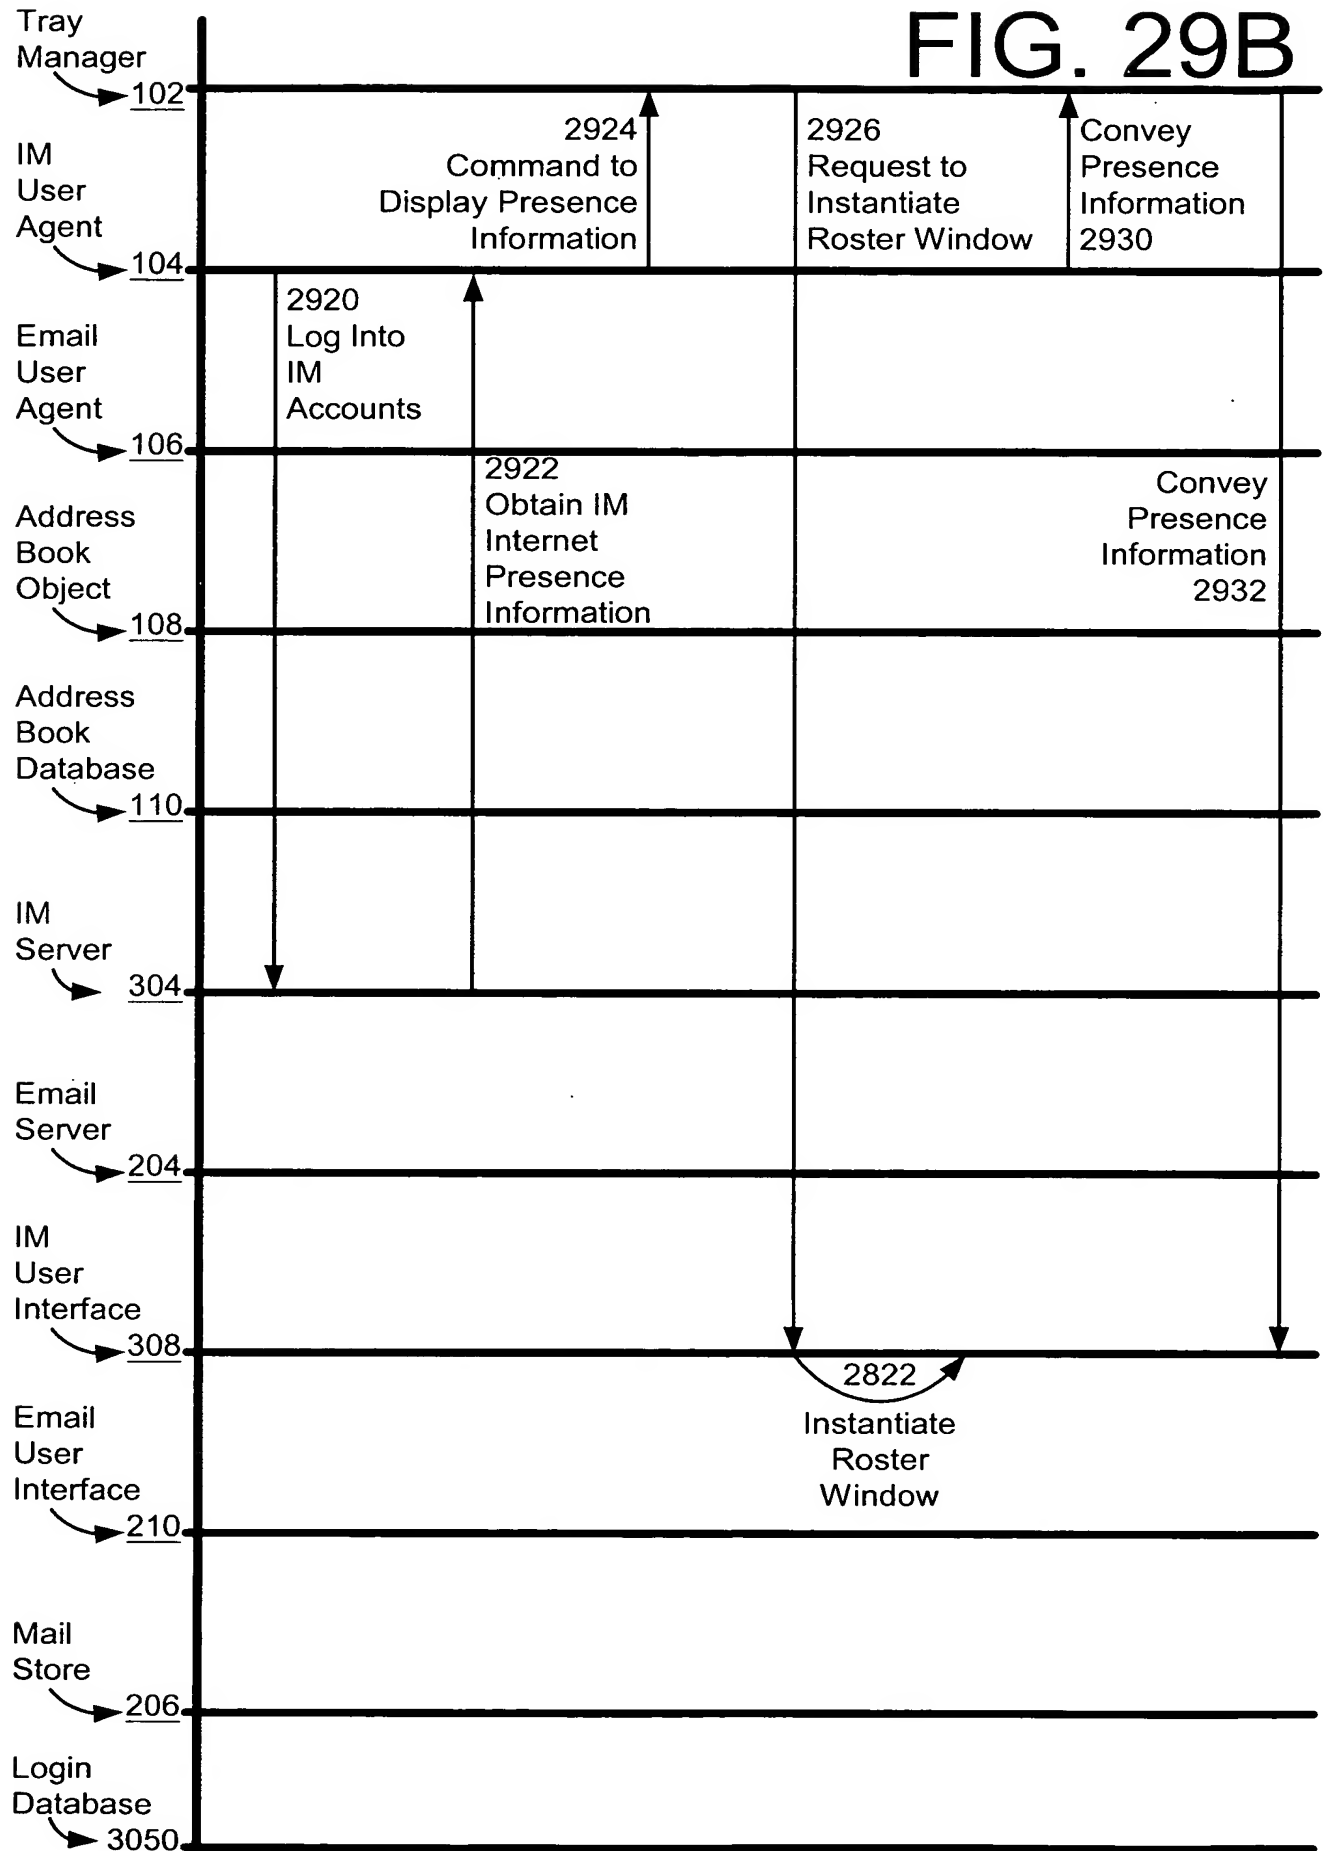 FIG. 29B
Tray
Manager
102
IM
User
Agent
104
Email
User
Agent
106
Address
Book
Object
108
Address
Book
Database
110
IM
Server
304
Email
Server
204
IM
User
Interface
308
Email
User
Interface
210
Mail
Store
206
Login
Database
3050
2920
Log Into
IM
Accounts
2922
Obtain IM
Internet
Presence
Information
2924
Command to
Display Presence
Information
2926
Request to
Instantiate
Roster Window
2822
Instantiate
Roster
Window
Convey
Presence
Information
2930
Convey
Presence
Information
2932